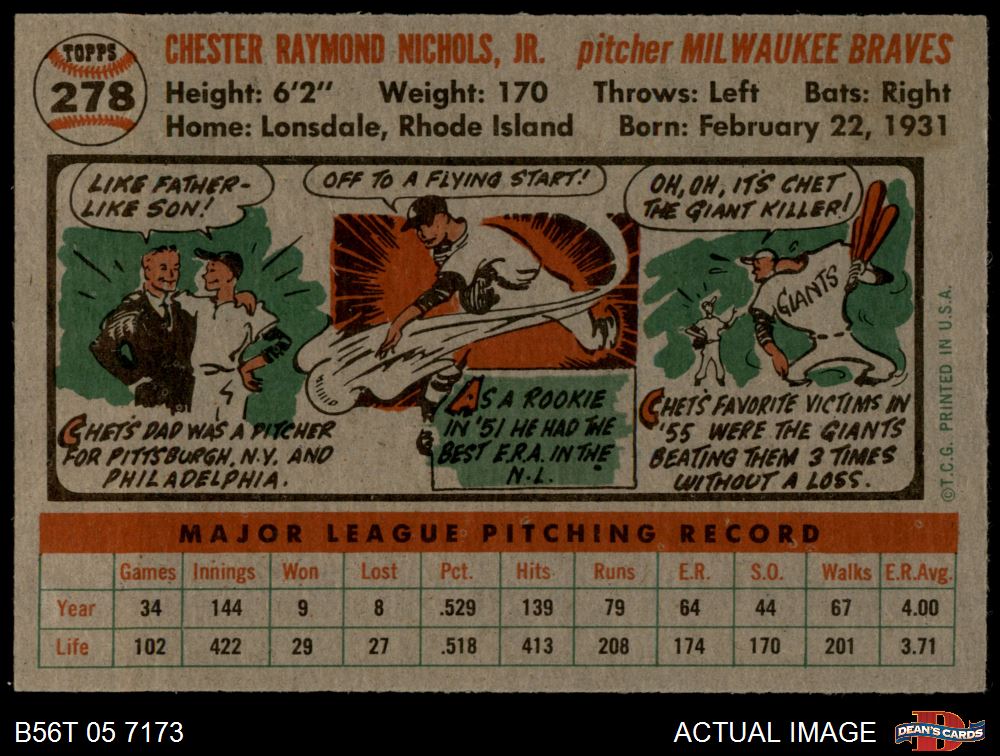 TOPPS
278
CHESTER RAYMOND NICHOLS, JR. pitcher MILWAUKEE BRAVES
Height: 6'2" Weight: 170 Throws: Left Bats: Right
Home: Lonsdale, Rhode Island Born: February 22, 1931
LIKE FATHER-
LIKE SON!
CHET'S DAD WAS A PITCHER
FOR PITTSBURGH, N.Y. AND
PHILADELPHIA.
OFF TO A FLYING START!
AS A ROOKIE
IN '51 HE HAD THE
BEST E.R.A. IN THE
N.L.
OH, OH, IT'S CHET
THE GIANT KILLER!
GIANTS
CHET'S FAVORITE VICTIMS IN
'55 WERE THE GIANTS
BEATING THEM 3 TIMES
WITHOUT A LOSS.
©T.C.G. PRINTED IN U.S.A.
MAJOR LEAGUE PITCHING RECORD
Games Innings Won Lost Pct. Hits Runs E.R. S.O. Walks E.R.Avg.
Year 34 144 9 8 .529 139 79 64 44 67 4.00
Life 102 422 29 27 .518 413 208 174 170 201 3.71
B56T 05 7173 ACTUAL IMAGE
D
DEAN'S CARDS